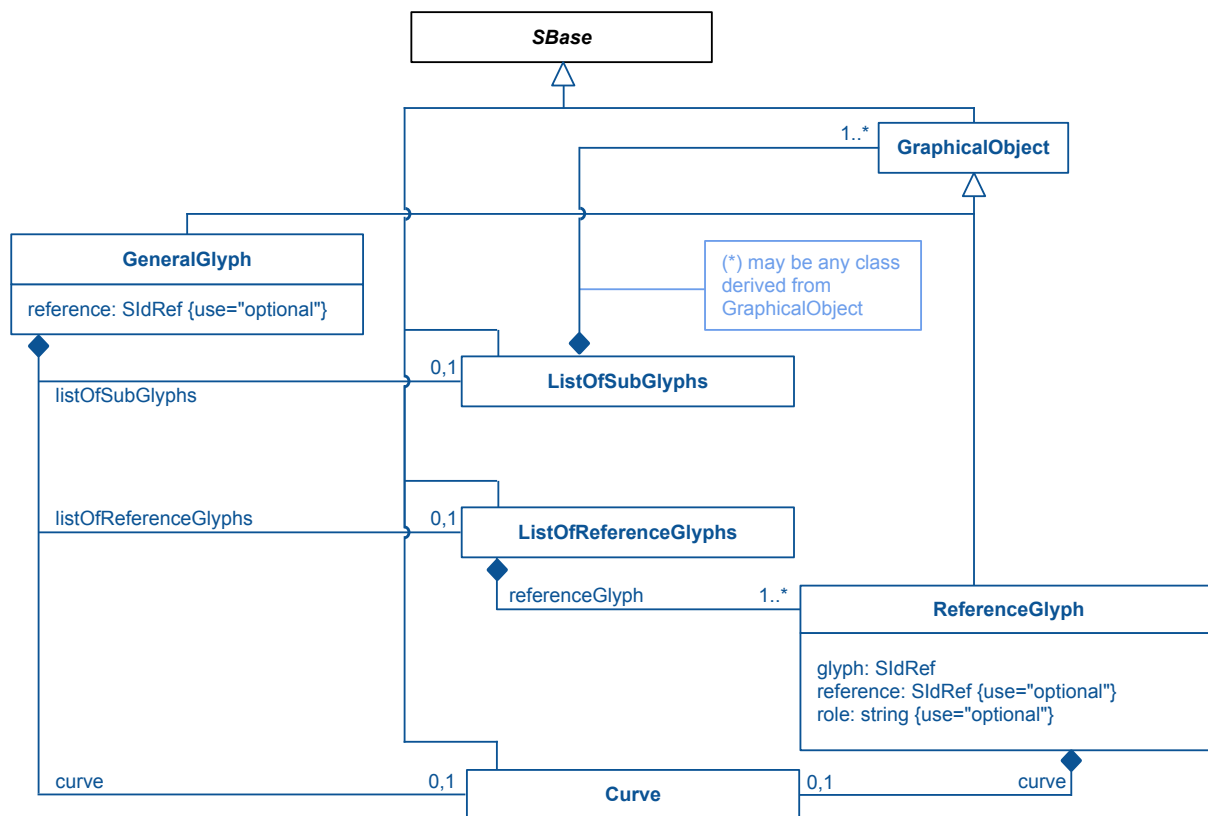 SBase
1..*
GraphicalObject
GeneralGlyph
reference: SIdRef {use="optional"}
(*) may be any class
derived from
GraphicalObject
0,1
ListOfSubGlyphs
listOfSubGlyphs
listOfReferenceGlyphs
0,1
ListOfReferenceGlyphs
referenceGlyph
1..*
ReferenceGlyph
glyph: SIdRef
reference: SIdRef {use="optional"}
role: string {use="optional"}
curve
0,1
Curve
0,1
curve